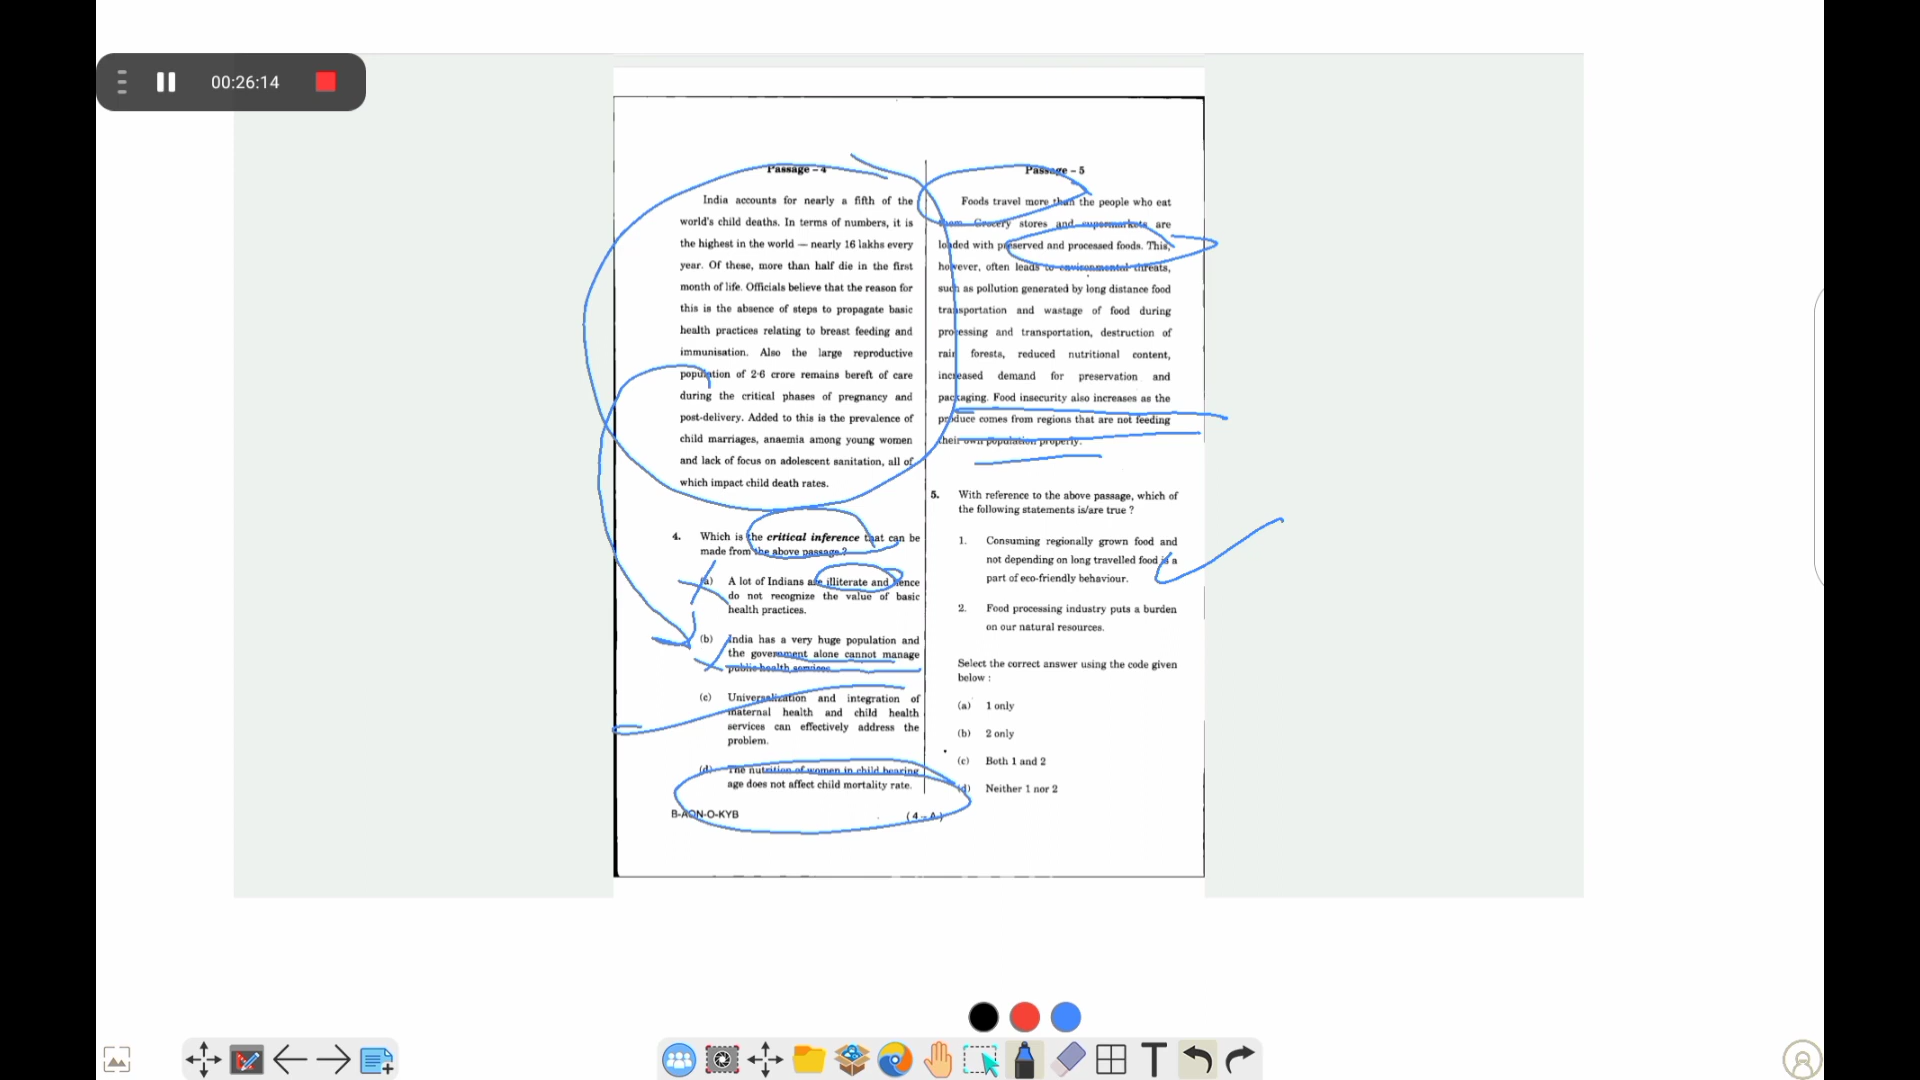 00:26:14
Passage – 4
India accounts for nearly a fifth of the
world's child deaths. In terms of numbers, it is
the highest in the world — nearly 16 lakhs every
year. Of these, more than half die in the first
month of life. Officials believe that the reason for
this is the absence of steps to propagate basic
health practices relating to breast feeding and
immunisation. Also the large reproductive
population of 2·6 crore remains bereft of care
during the critical phases of pregnancy and
post-delivery. Added to this is the prevalence of
child marriages, anaemia among young women
and lack of focus on adolescent sanitation, all of
which impact child death rates.
4. Which is the critical inference that can be
made from the above passage ?
(a) A lot of Indians are illiterate and hence
do not recognize the value of basic
health practices.
(b) India has a very huge population and
the government alone cannot manage
public health services.
(c) Universalization and integration of
maternal health and child health
services can effectively address the
problem.
(d) The nutrition of women in child bearing
age does not affect child mortality rate.
B-AON-O-KYB
( 4 – A )
Passage – 5
Foods travel more than the people who eat
them. Grocery stores and supermarkets are
loaded with preserved and processed foods. This,
however, often leads to environmental threats,
such as pollution generated by long distance food
transportation and wastage of food during
processing and transportation, destruction of
rain forests, reduced nutritional content,
increased demand for preservation and
packaging. Food insecurity also increases as the
produce comes from regions that are not feeding
their own population properly.
5. With reference to the above passage, which of
the following statements is/are true ?
1. Consuming regionally grown food and
not depending on long travelled food is a
part of eco-friendly behaviour.
2. Food processing industry puts a burden
on our natural resources.
Select the correct answer using the code given
below :
(a) 1 only
(b) 2 only
(c) Both 1 and 2
(d) Neither 1 nor 2